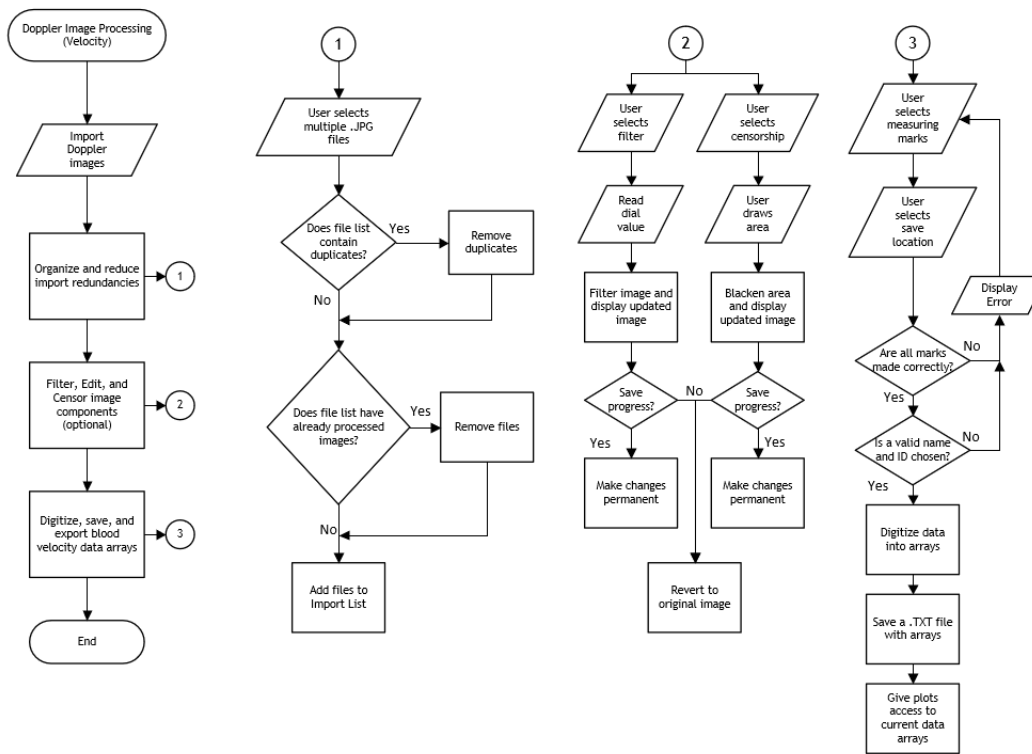 Doppler Image Processing
(Velocity)
Import
Doppler
images
Organize and reduce
import redundancies
1
Filter, Edit, and
Censor image
components
(optional)
2
Digitize, save, and
export blood
velocity data arrays
3
End
1
User selects
multiple .JPG
files
Does file list
contain
duplicates?
Yes
Remove
duplicates
No
Does file list have
already processed
images?
Yes
Remove files
No
Add files to
Import List
2
User
selects
filter
Read
dial
value
Filter image and
display updated
image
Save
progress?
Yes
Make changes
permanent
No
User
selects
censorship
User
draws
area
Blacken area
and display
updated image
Save
progress?
Yes
Make changes
permanent
Revert to
original image
3
User
selects
measuring
marks
User
selects
save
location
Display
Error
Are all marks
made correctly?
No
Yes
Is a valid name
and ID chosen?
No
Yes
Digitize data
into arrays
Save a .TXT file
with arrays
Give plots
access to
current data
arrays